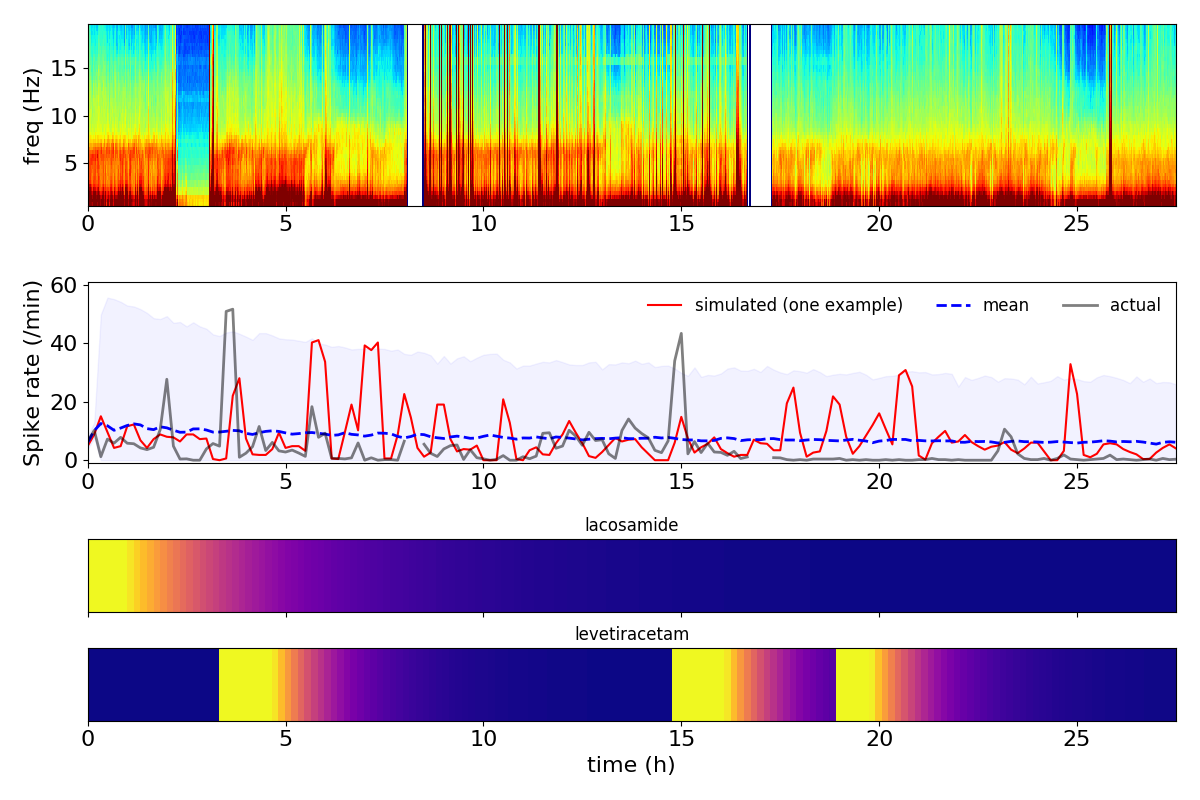 freq (Hz)
15
10
5
0 5 10 15 20 25
Spike rate (/min)
60
40
20
0
simulated (one example) mean actual
0 5 10 15 20 25
lacosamide
levetiracetam
0 5 10 15 20 25
time (h)